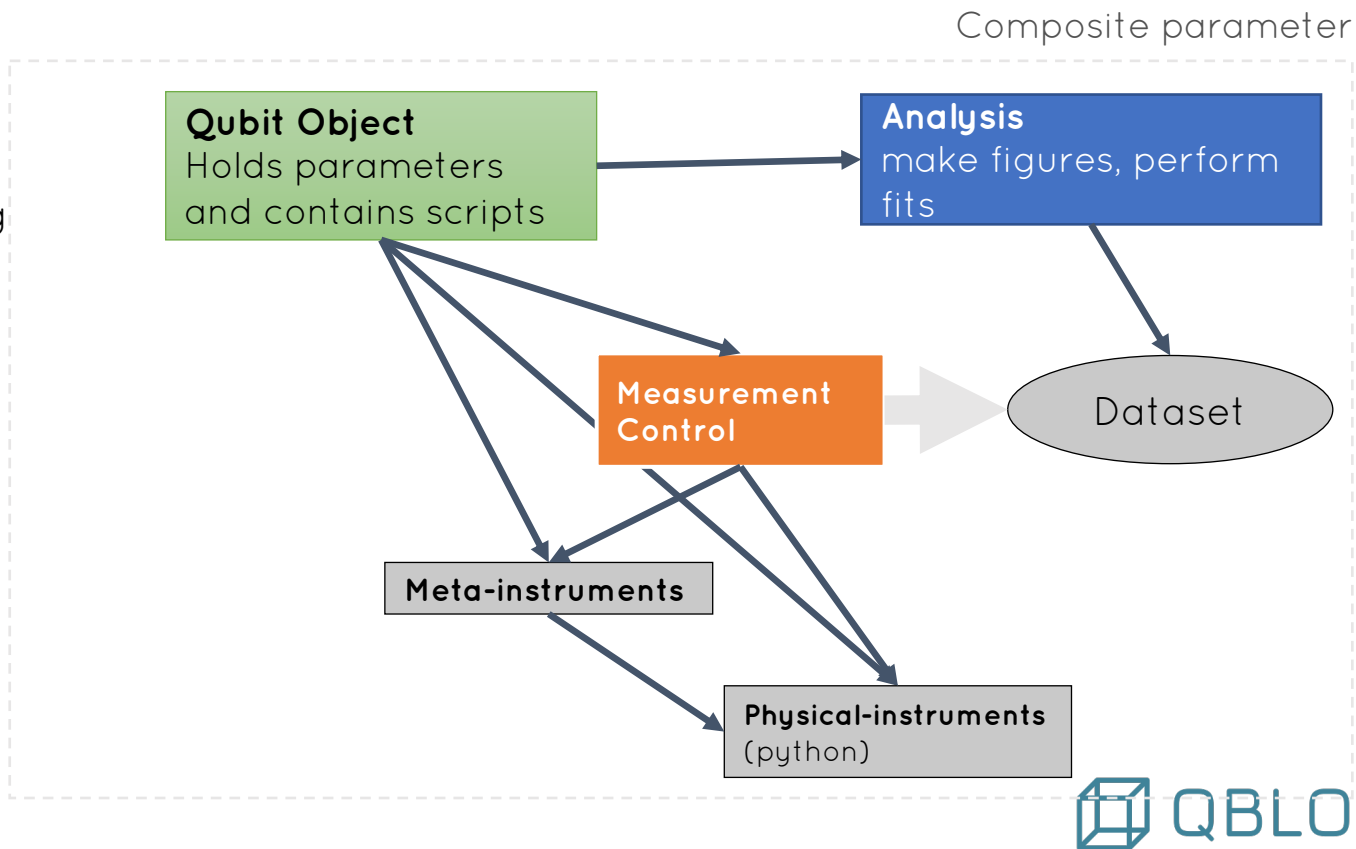 Composite parameter
Qubit Object
Holds parameters
and contains scripts
Analysis
make figures, perform
fits
g
Measurement
Control
Dataset
Meta-instruments
Physical-instruments
(python)
QBLO